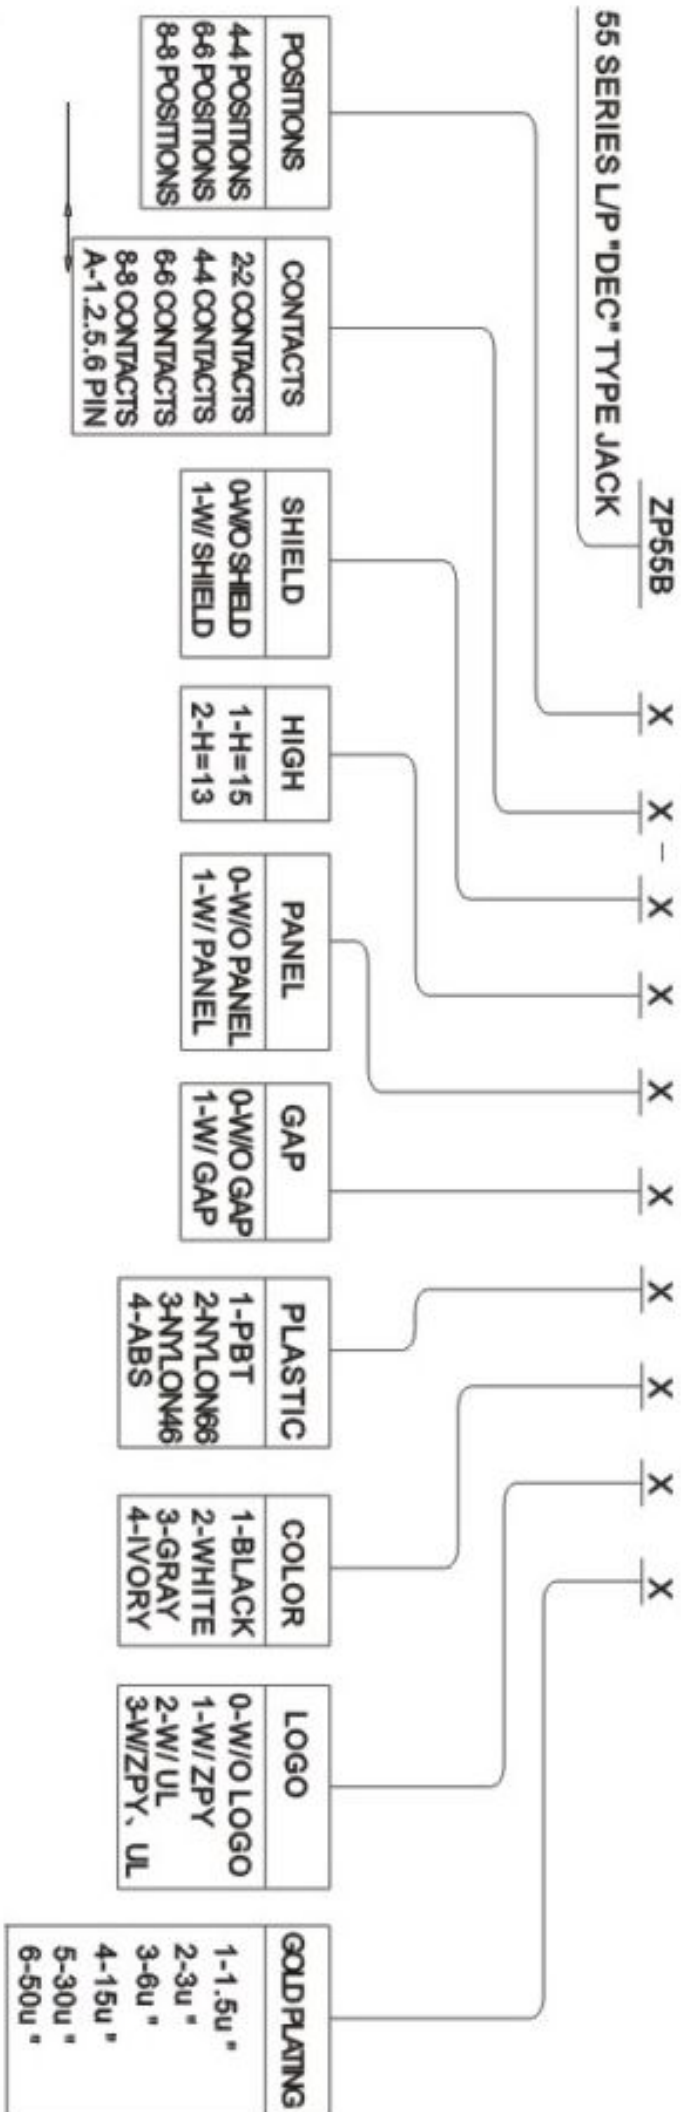 ZP55B X X - X X X X X X X X
55 SERIES L/P "DEC" TYPE JACK
POSITIONS
4-4 POSITIONS
6-6 POSITIONS
8-8 POSITIONS
CONTACTS
2-2 CONTACTS
4-4 CONTACTS
6-6 CONTACTS
8-8 CONTACTS
A-1.2.5.6 PIN
SHIELD
0-W/O SHIELD
1-W/ SHIELD
HIGH
1-H=15
2-H=13
PANEL
0-W/O PANEL
1-W/ PANEL
GAP
0-W/O GAP
1-W/ GAP
PLASTIC
1-PBT
2-NYLON66
3-NYLON46
4-ABS
COLOR
1-BLACK
2-WHITE
3-GRAY
4-IVORY
LOGO
0-W/O LOGO
1-W/ ZPY
2-W/ UL
3-W/ZPY、UL
GOLD PLATING
1-1.5u"
2-3u"
3-6u"
4-15u"
5-30u"
6-50u"